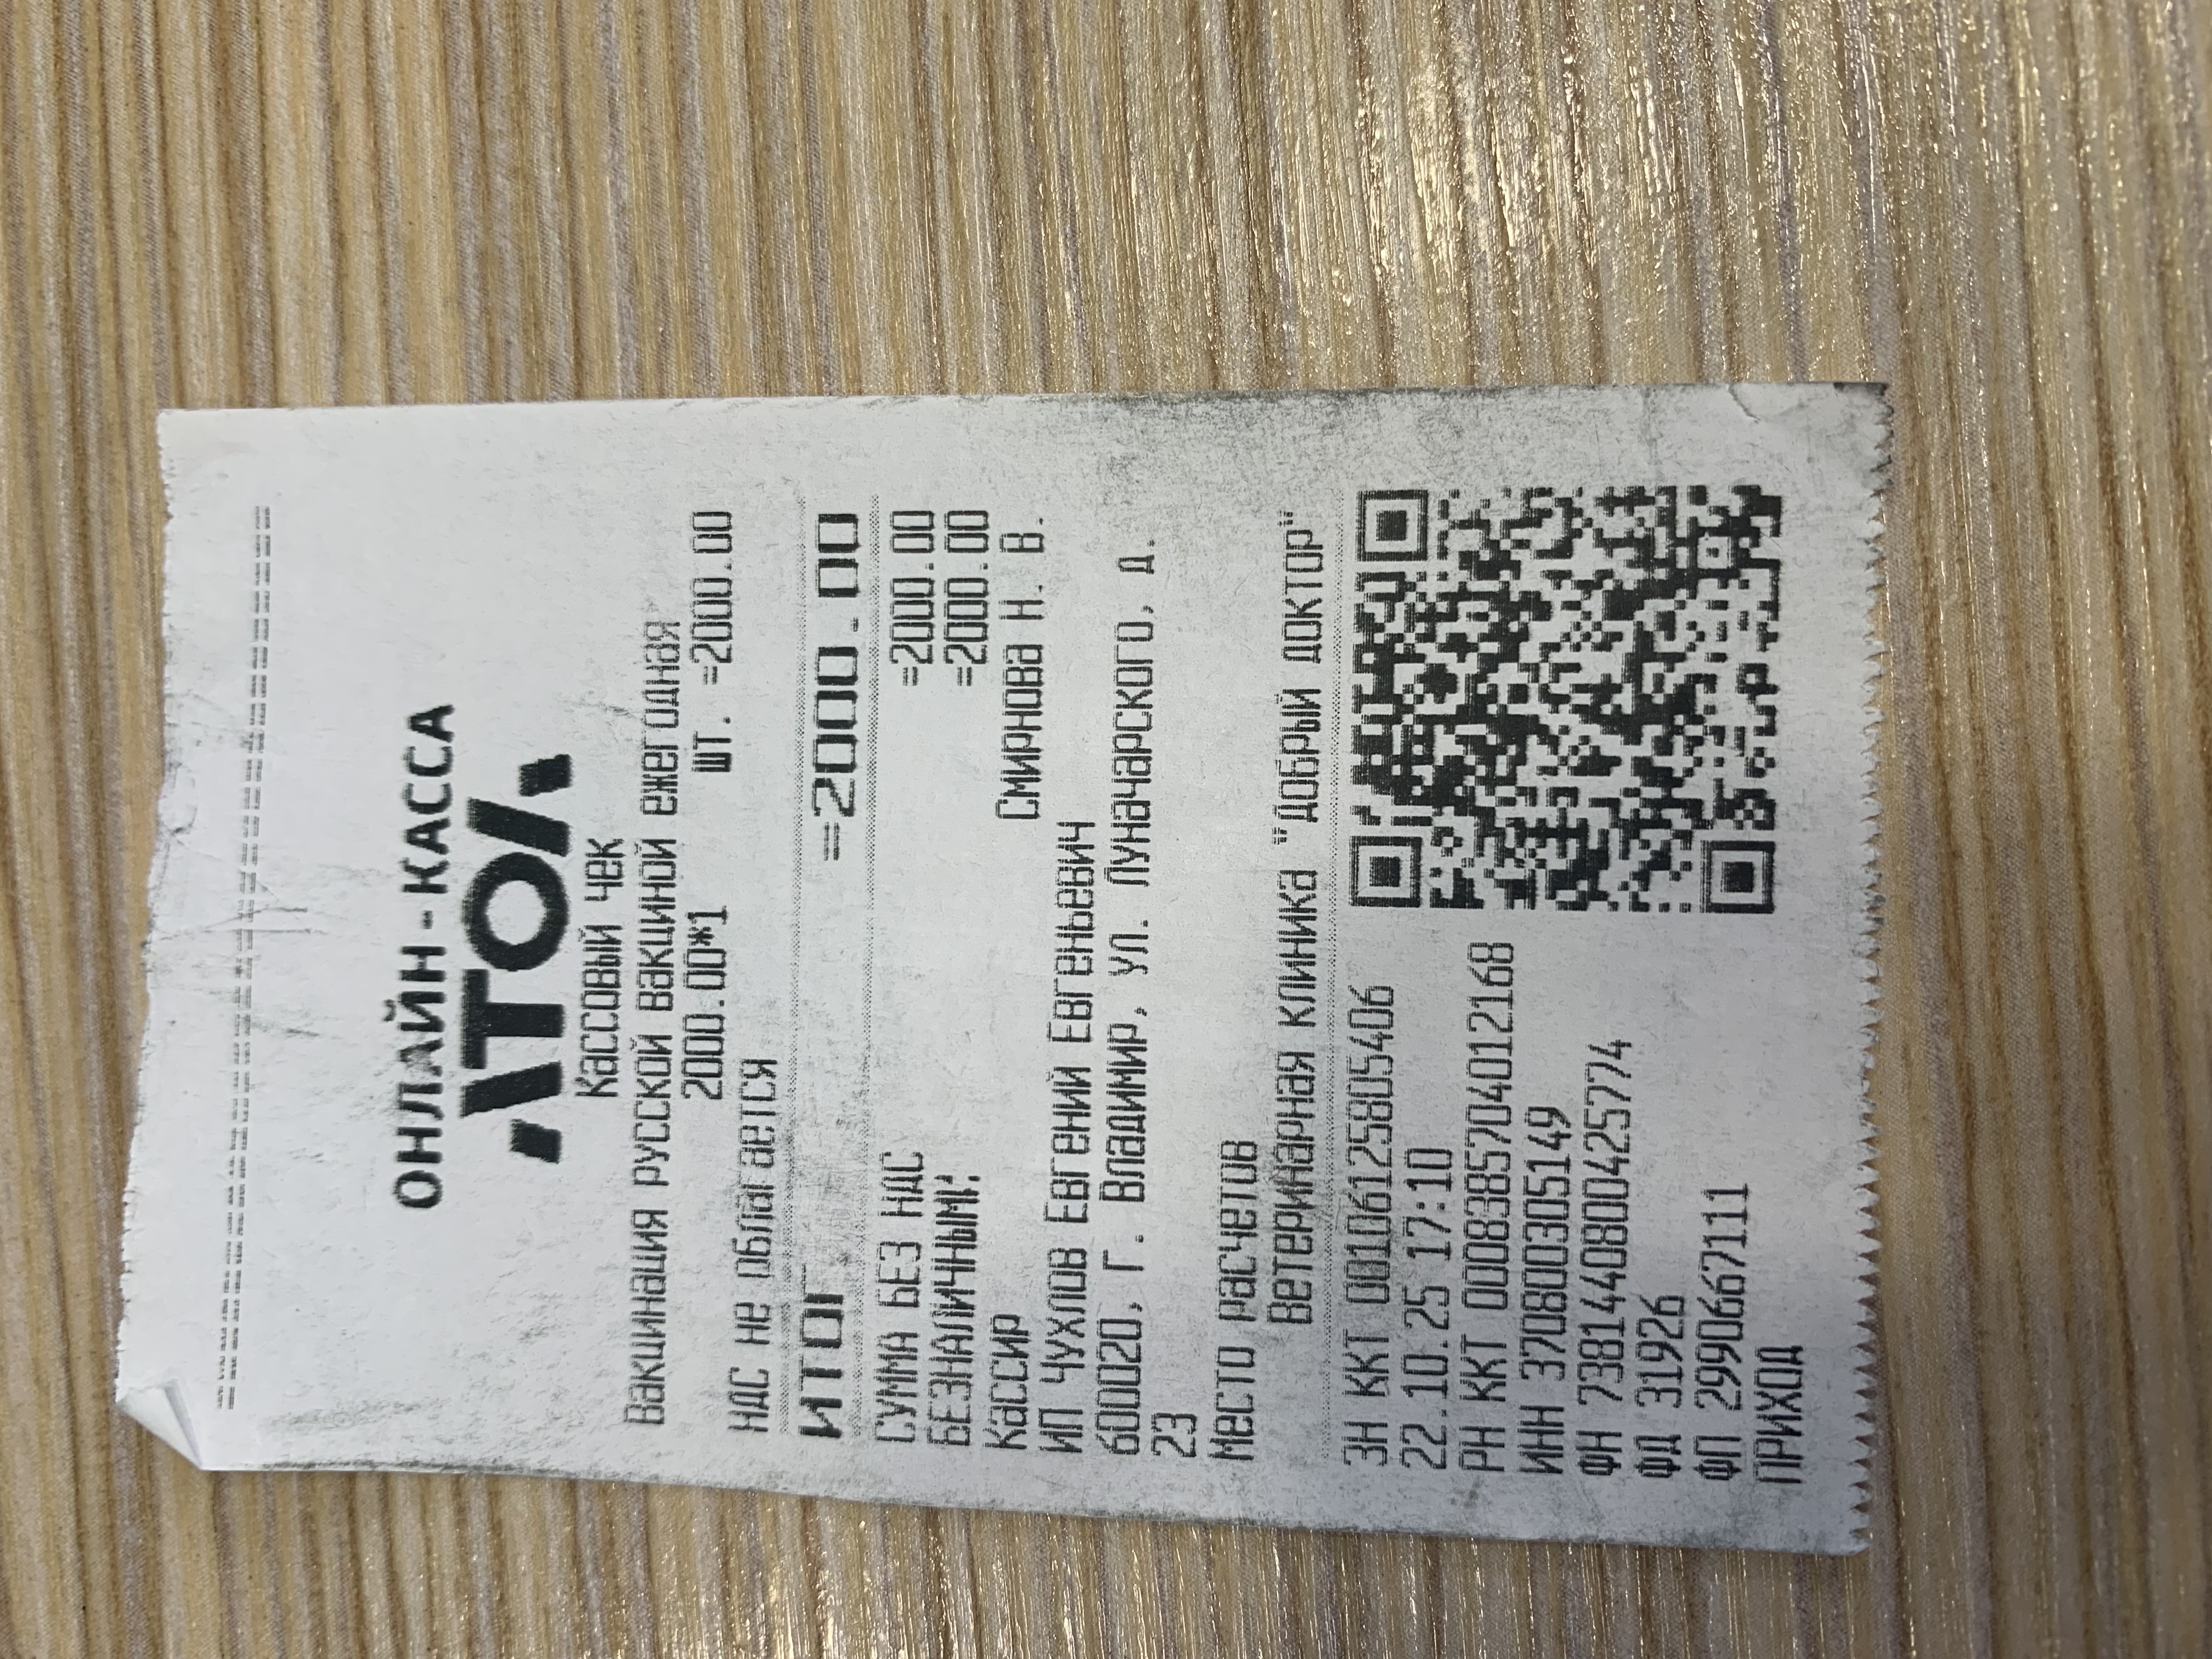 ОНЛАЙН-КАССА
АТОЛ
Кассовый чек
Вакцинация русской вакциной ежегодная
2000.00*1 шт. =2000.00
НДС не облагается
ИТОГ =2000.00
СУММА БЕЗ НДС =2000.00
БЕЗНАЛИЧНЫМИ =2000.00
Кассир Смирнова Н. В.
ИП Чухлов Евгений Евгеньевич
600020, Г. Владимир, ул. Луначарского, д.
23
Место расчетов
Ветеринарная клиника "Добрый доктор"
ЗН ККТ 00106125805406
22.10.25 17:10
РН ККТ 0008385704012168
ИНН 370800305149
ФН 7381440800425774
ФД 31926
ФП 2990667111
ПРИХОД